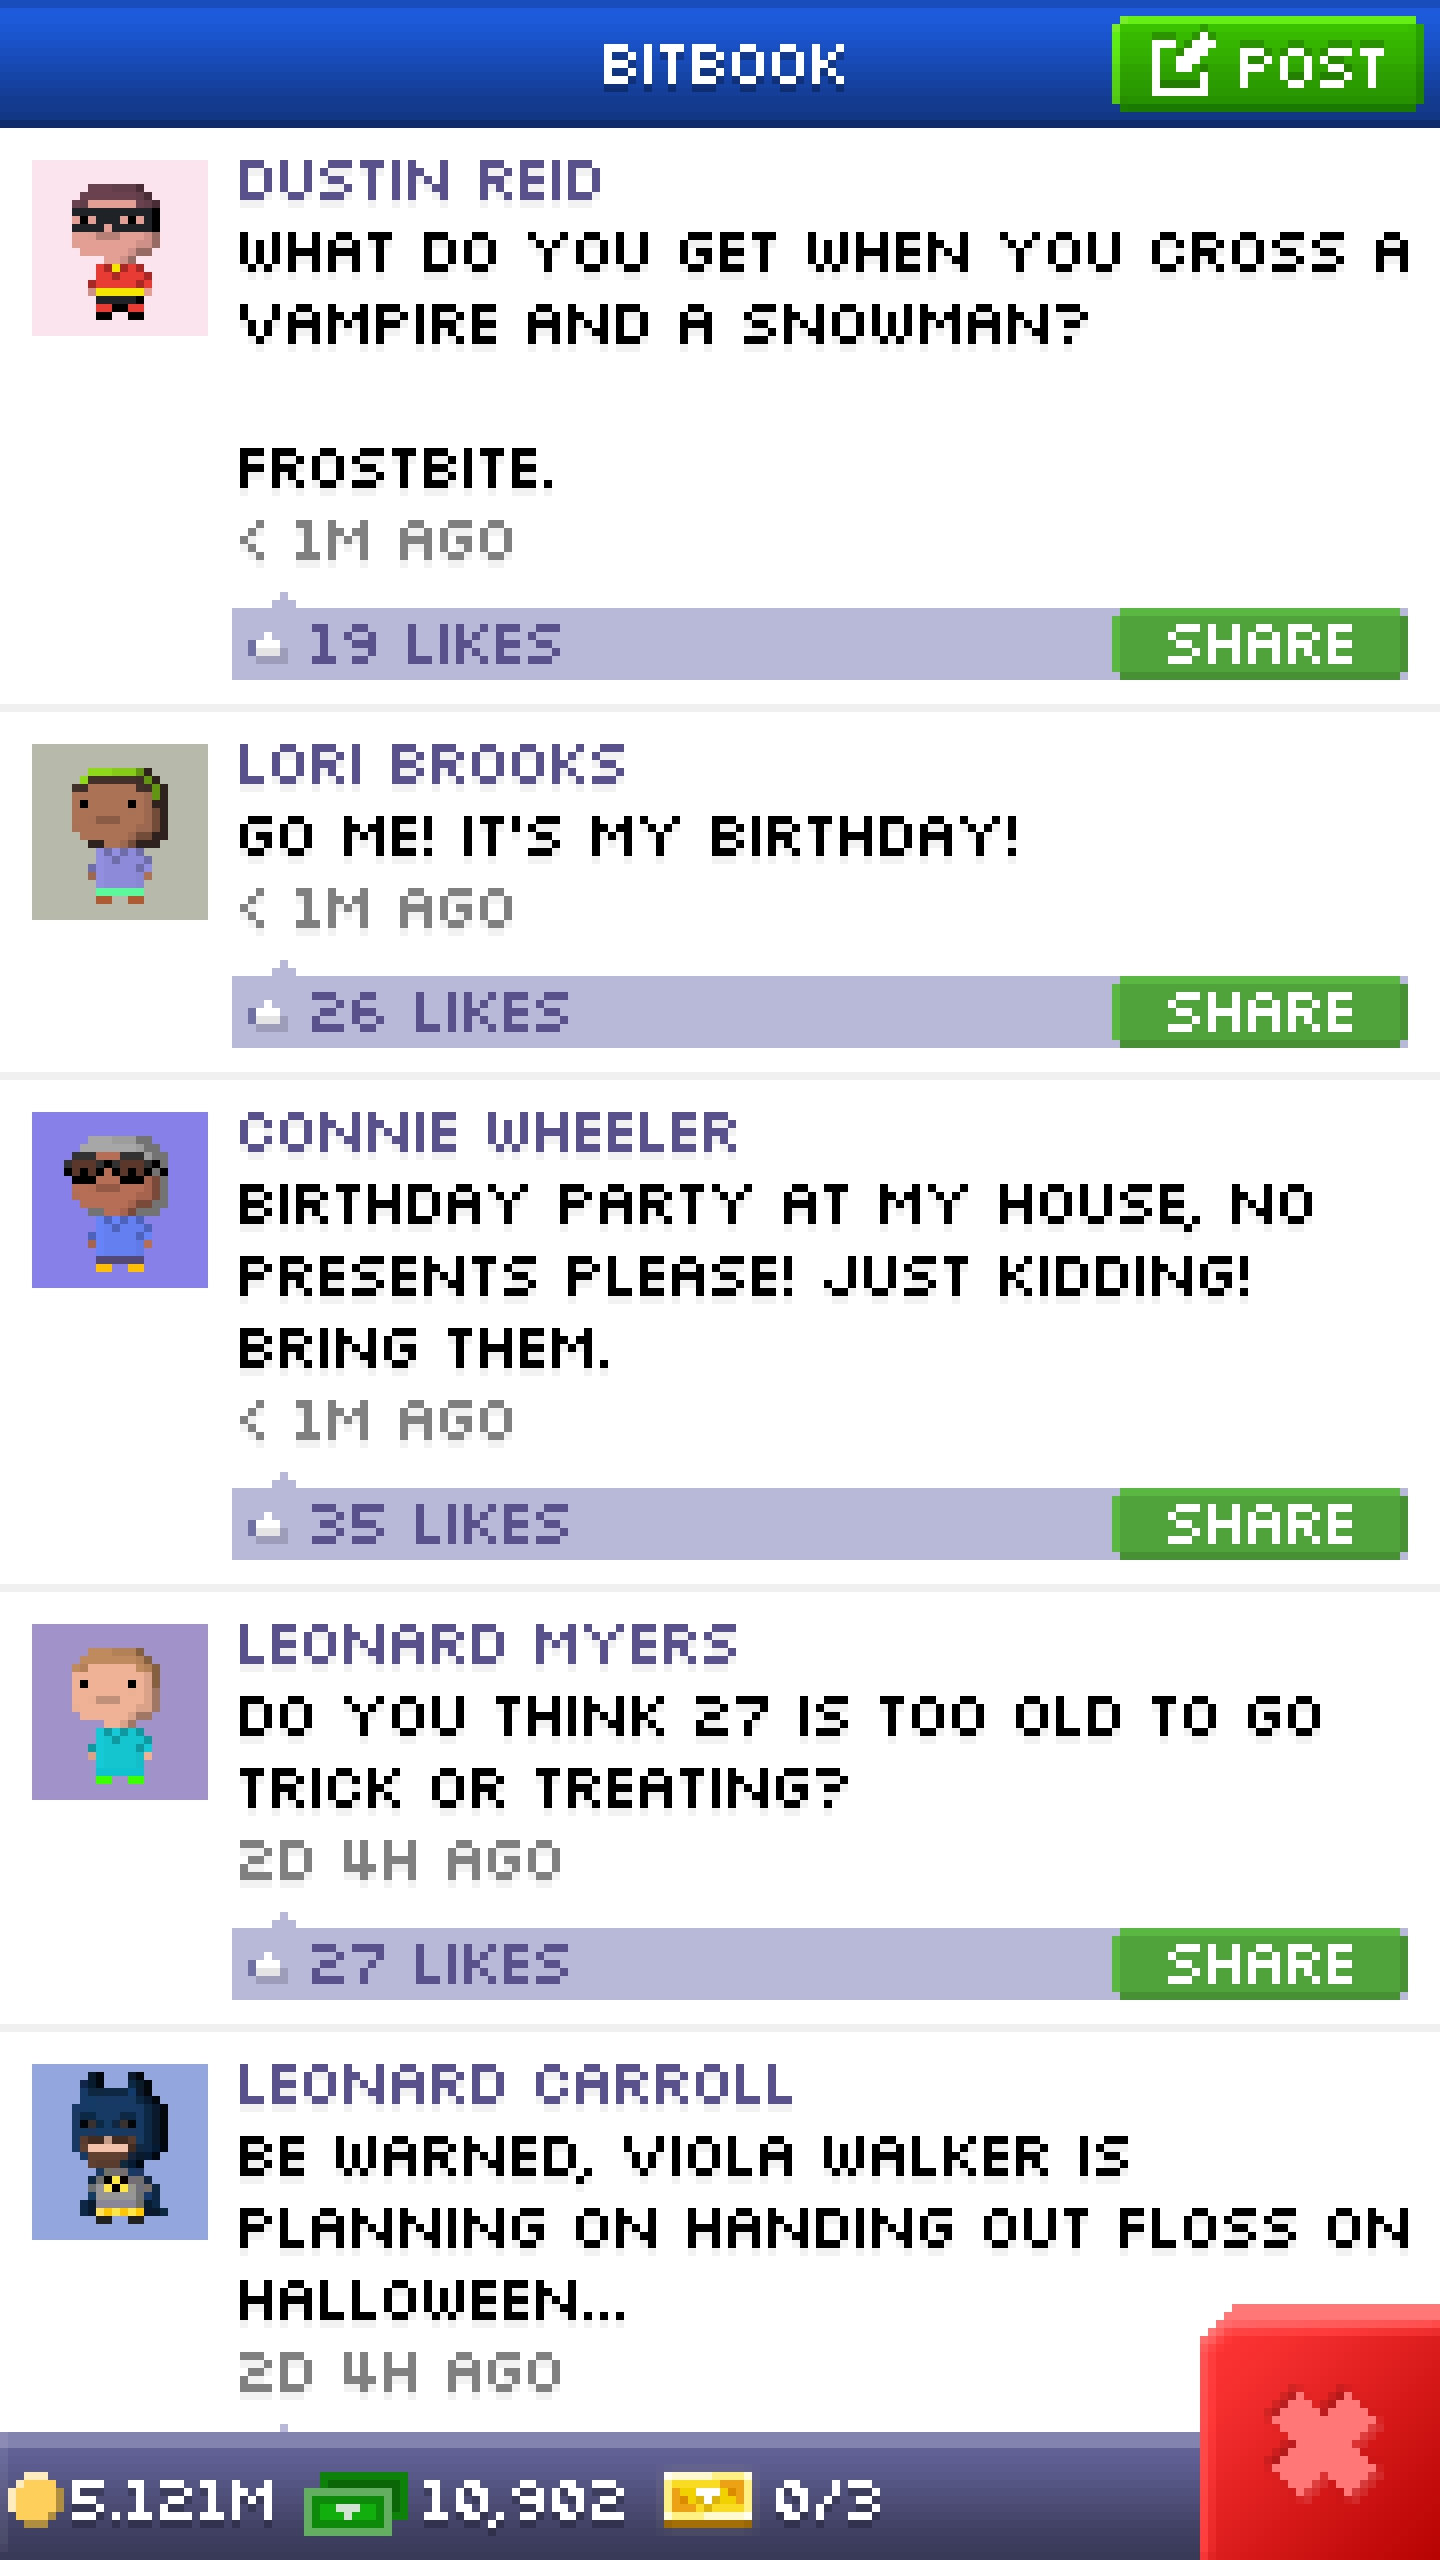 BITBOOK
POST
DUSTIN REID
WHAT DO YOU GET WHEN YOU CROSS A
VAMPIRE AND A SNOWMAN?
FROSTBITE.
< 1M AGO
19 LIKES
SHARE
LORI BROOKS
GO ME! IT'S MY BIRTHDAY!
< 1M AGO
26 LIKES
SHARE
CONNIE WHEELER
BIRTHDAY PARTY AT MY HOUSE, NO
PRESENTS PLEASE! JUST KIDDING!
BRING THEM.
< 1M AGO
35 LIKES
SHARE
LEONARD MYERS
DO YOU THINK 27 IS TOO OLD TO GO
TRICK OR TREATING?
2D 4H AGO
27 LIKES
SHARE
LEONARD CARROLL
BE WARNED, VIOLA WALKER IS
PLANNING ON HANDING OUT FLOSS ON
HALLOWEEN...
2D 4H AGO
5.121M
10,902
0/3